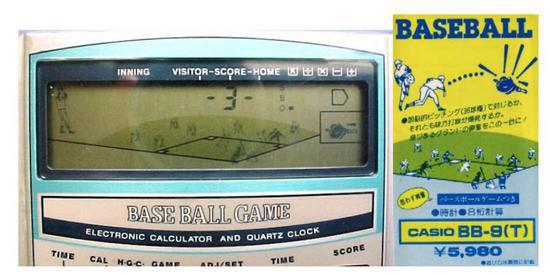 INNING VISITOR-SCORE-HOME
-3-
S
B
O
BASE BALL GAME
ELECTRONIC CALCULATOR AND QUARTZ CLOCK
TIME CAL H·G·C· GAME ADJ/SET TIME SCORE
BASEBALL
ベースボールゲームつき
●時計●8桁計算
CASIO BB-9(T)
¥5,980